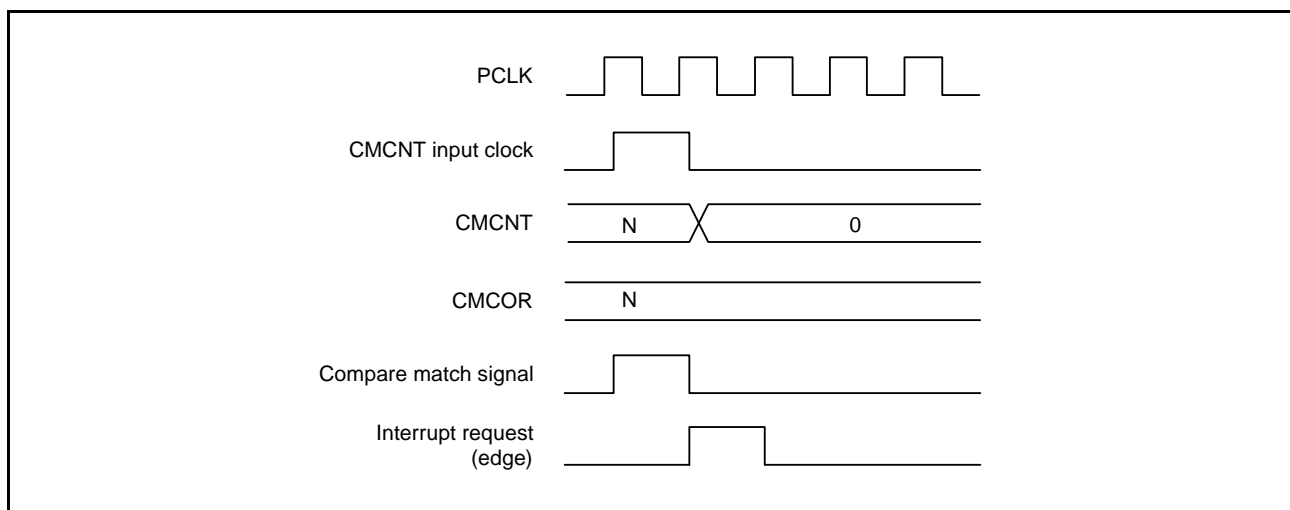 PCLK
CMCNT input clock
CMCNT
N
0
CMCOR
N
Compare match signal
Interrupt request
(edge)